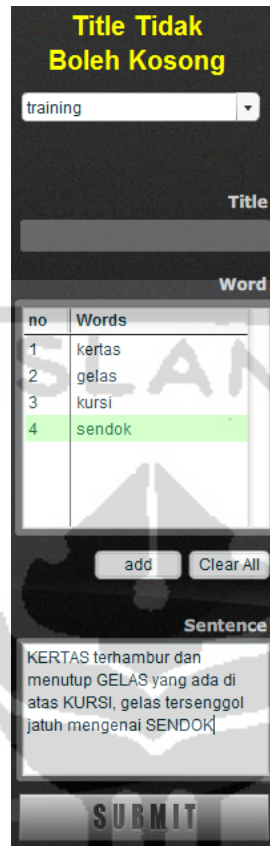 Title Tidak
Boleh Kosong
training
Title
Word
no Words
1 kertas
2 gelas
3 kursi
4 sendok
add Clear All
Sentence
KERTAS terhambur dan
menutup GELAS yang ada di
atas KURSI, gelas tersenggol
jatuh mengenai SENDOK
SUBMIT